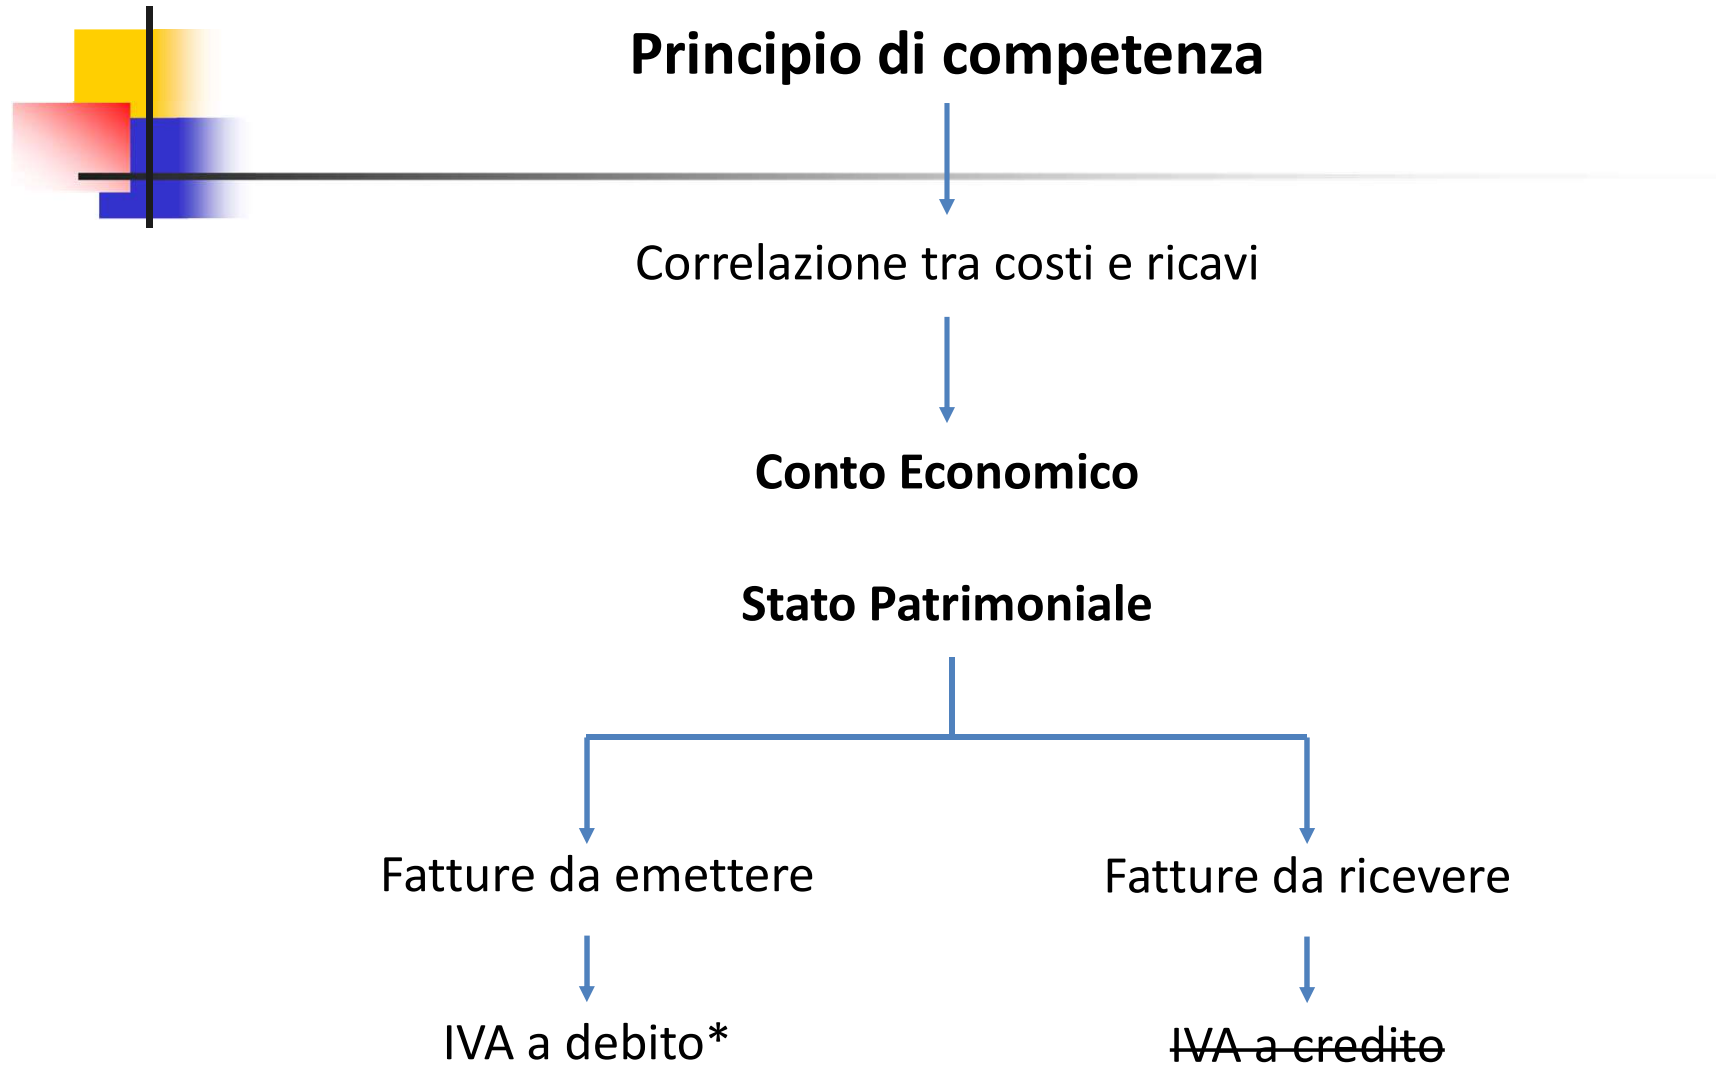 Principio di competenza
Correlazione tra costi e ricavi
Conto Economico
Stato Patrimoniale
Fatture da emettere
Fatture da ricevere
IVA a debito*
IVA a credito